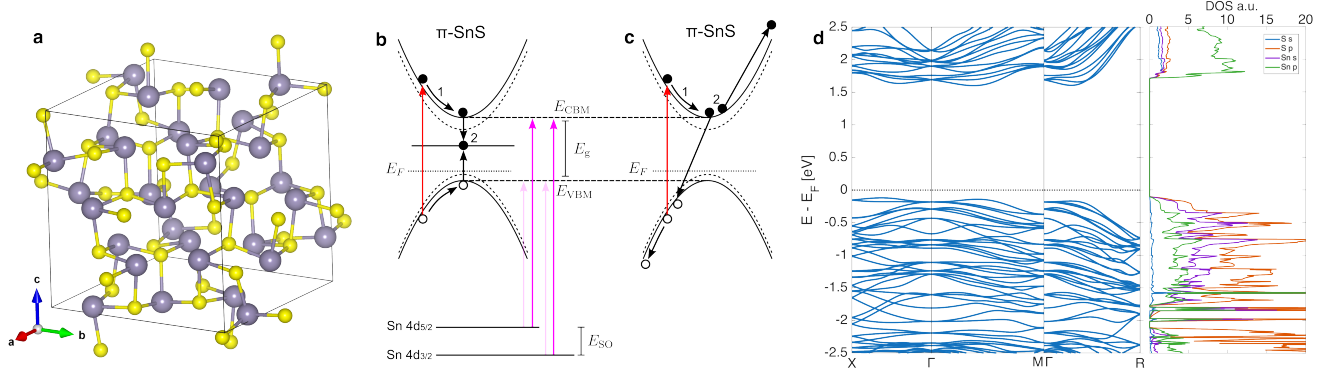 a
c
a
b
b
π-SnS
1
2
E_F
E_CBM
E_g
E_VBM
Sn 4d5/2
Sn 4d3/2
E_SO
c
π-SnS
1
2
E_F
d
E - E_F [eV]
2.5
2
1.5
1
0.5
0
-0.5
-1
-1.5
-2
-2.5
X
Γ
M
Γ
R
DOS a.u.
0
5
10
15
20
S s
S p
Sn s
Sn p